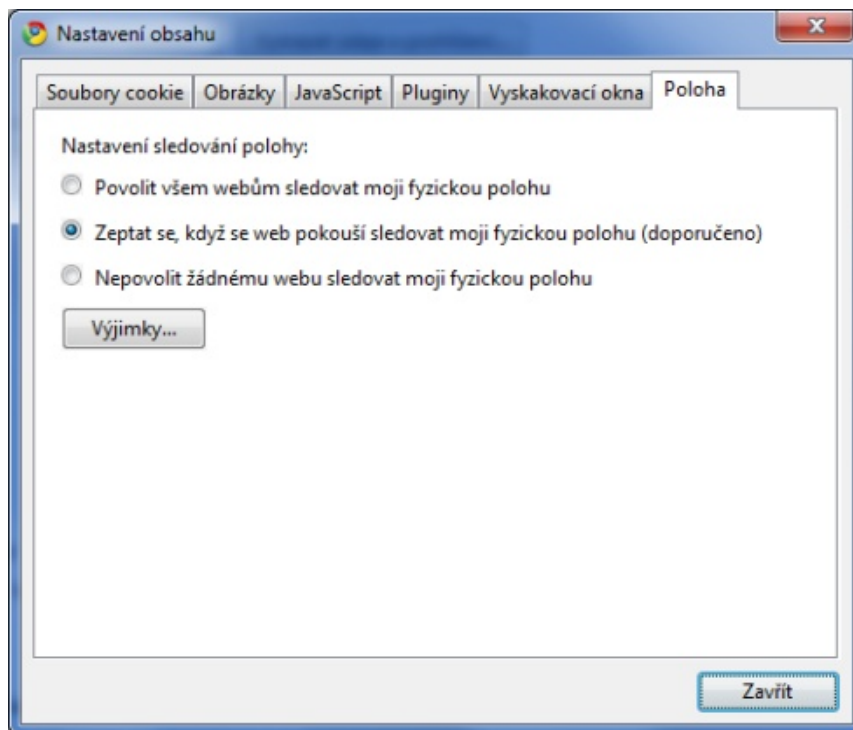 Nastavení obsahu
Soubory cookie Obrázky JavaScript Pluginy Vyskakovací okna Poloha
Nastavení sledování polohy:
Povolit všem webům sledovat moji fyzickou polohu
Zeptat se, když se web pokouší sledovat moji fyzickou polohu (doporučeno)
Nepovolit žádnému webu sledovat moji fyzickou polohu
Výjimky...
Zavřít